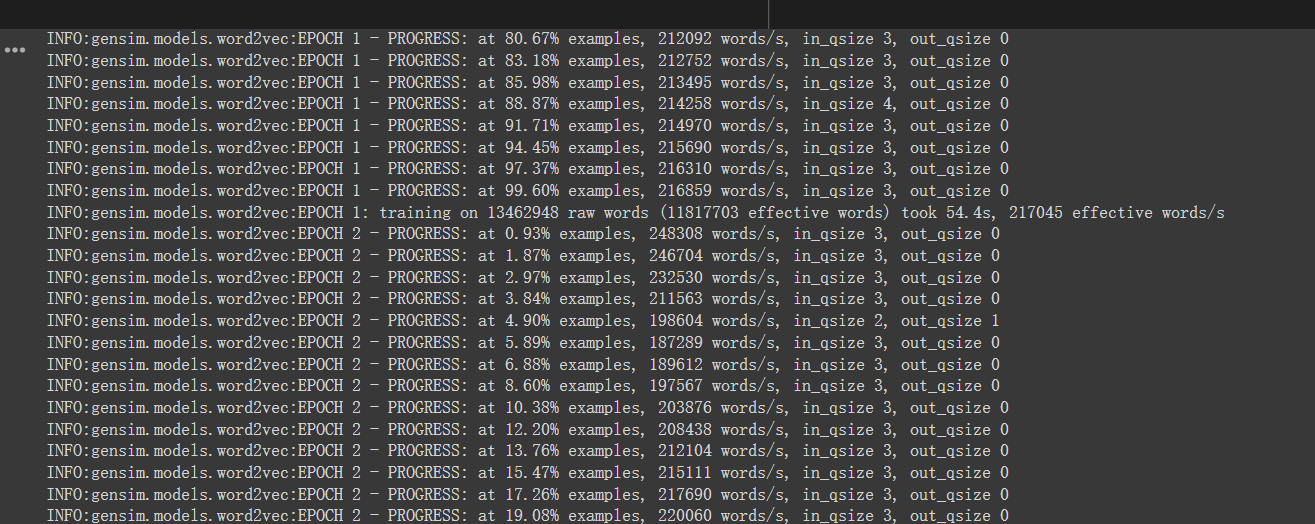 INFO:gensim.models.word2vec:EPOCH 1 - PROGRESS: at 80.67% examples, 212092 words/s, in_qsize 3, out_qsize 0
INFO:gensim.models.word2vec:EPOCH 1 - PROGRESS: at 83.18% examples, 212752 words/s, in_qsize 3, out_qsize 0
INFO:gensim.models.word2vec:EPOCH 1 - PROGRESS: at 85.98% examples, 213495 words/s, in_qsize 3, out_qsize 0
INFO:gensim.models.word2vec:EPOCH 1 - PROGRESS: at 88.87% examples, 214258 words/s, in_qsize 4, out_qsize 0
INFO:gensim.models.word2vec:EPOCH 1 - PROGRESS: at 91.71% examples, 214970 words/s, in_qsize 3, out_qsize 0
INFO:gensim.models.word2vec:EPOCH 1 - PROGRESS: at 94.45% examples, 215690 words/s, in_qsize 3, out_qsize 0
INFO:gensim.models.word2vec:EPOCH 1 - PROGRESS: at 97.37% examples, 216310 words/s, in_qsize 3, out_qsize 0
INFO:gensim.models.word2vec:EPOCH 1 - PROGRESS: at 99.60% examples, 216859 words/s, in_qsize 3, out_qsize 0
INFO:gensim.models.word2vec:EPOCH 1: training on 13462948 raw words (11817703 effective words) took 54.4s, 217045 effective words/s
INFO:gensim.models.word2vec:EPOCH 2 - PROGRESS: at 0.93% examples, 248308 words/s, in_qsize 3, out_qsize 0
INFO:gensim.models.word2vec:EPOCH 2 - PROGRESS: at 1.87% examples, 246704 words/s, in_qsize 3, out_qsize 0
INFO:gensim.models.word2vec:EPOCH 2 - PROGRESS: at 2.97% examples, 232530 words/s, in_qsize 3, out_qsize 0
INFO:gensim.models.word2vec:EPOCH 2 - PROGRESS: at 3.84% examples, 211563 words/s, in_qsize 3, out_qsize 0
INFO:gensim.models.word2vec:EPOCH 2 - PROGRESS: at 4.90% examples, 198604 words/s, in_qsize 2, out_qsize 1
INFO:gensim.models.word2vec:EPOCH 2 - PROGRESS: at 5.89% examples, 187289 words/s, in_qsize 3, out_qsize 0
INFO:gensim.models.word2vec:EPOCH 2 - PROGRESS: at 6.88% examples, 189612 words/s, in_qsize 3, out_qsize 0
INFO:gensim.models.word2vec:EPOCH 2 - PROGRESS: at 8.60% examples, 197567 words/s, in_qsize 3, out_qsize 0
INFO:gensim.models.word2vec:EPOCH 2 - PROGRESS: at 10.38% examples, 203876 words/s, in_qsize 3, out_qsize 0
INFO:gensim.models.word2vec:EPOCH 2 - PROGRESS: at 12.20% examples, 208438 words/s, in_qsize 3, out_qsize 0
INFO:gensim.models.word2vec:EPOCH 2 - PROGRESS: at 13.76% examples, 212104 words/s, in_qsize 3, out_qsize 0
INFO:gensim.models.word2vec:EPOCH 2 - PROGRESS: at 15.47% examples, 215111 words/s, in_qsize 3, out_qsize 0
INFO:gensim.models.word2vec:EPOCH 2 - PROGRESS: at 17.26% examples, 217690 words/s, in_qsize 3, out_qsize 0
INFO:gensim.models.word2vec:EPOCH 2 - PROGRESS: at 19.08% examples, 220060 words/s, in_qsize 3, out_qsize 0